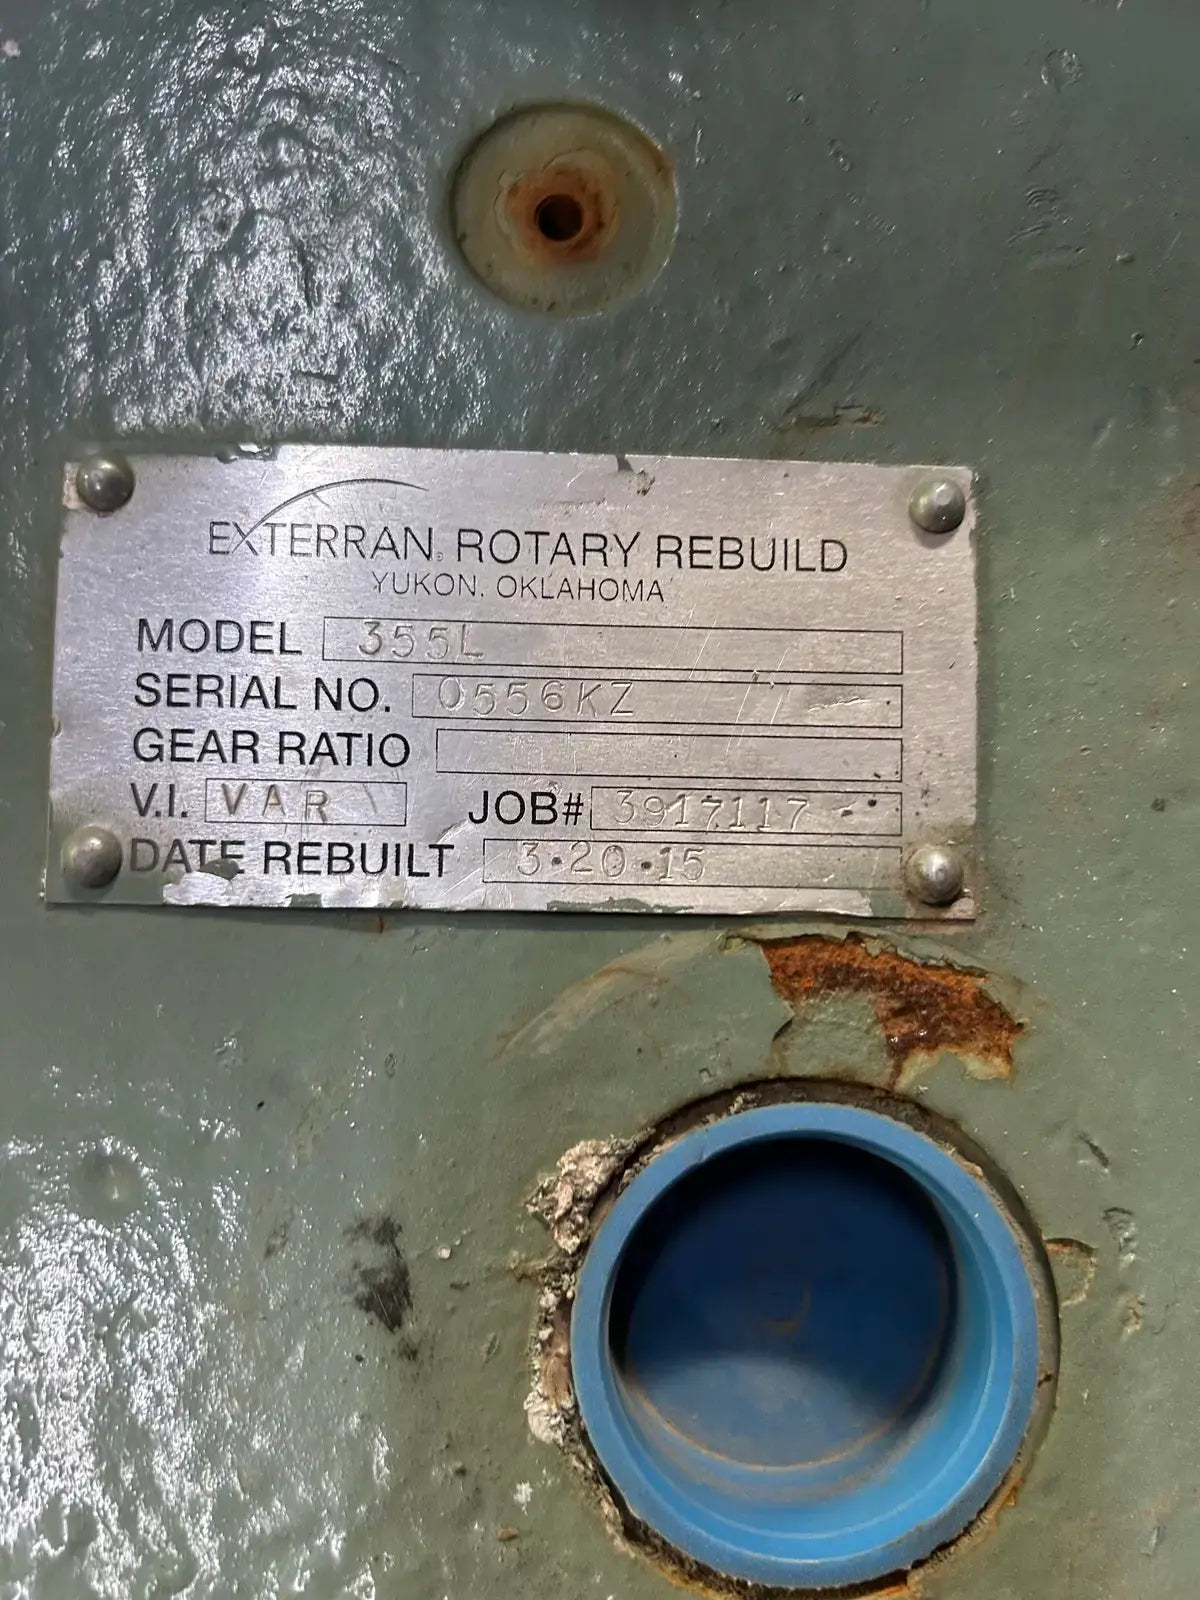 EXTERRAN. ROTARY REBUILD
YUKON, OKLAHOMA
MODEL 355L
SERIAL NO. 0556KZ
GEAR RATIO
V.I. VAR JOB# 3917117
DATE REBUILT 3·20·15